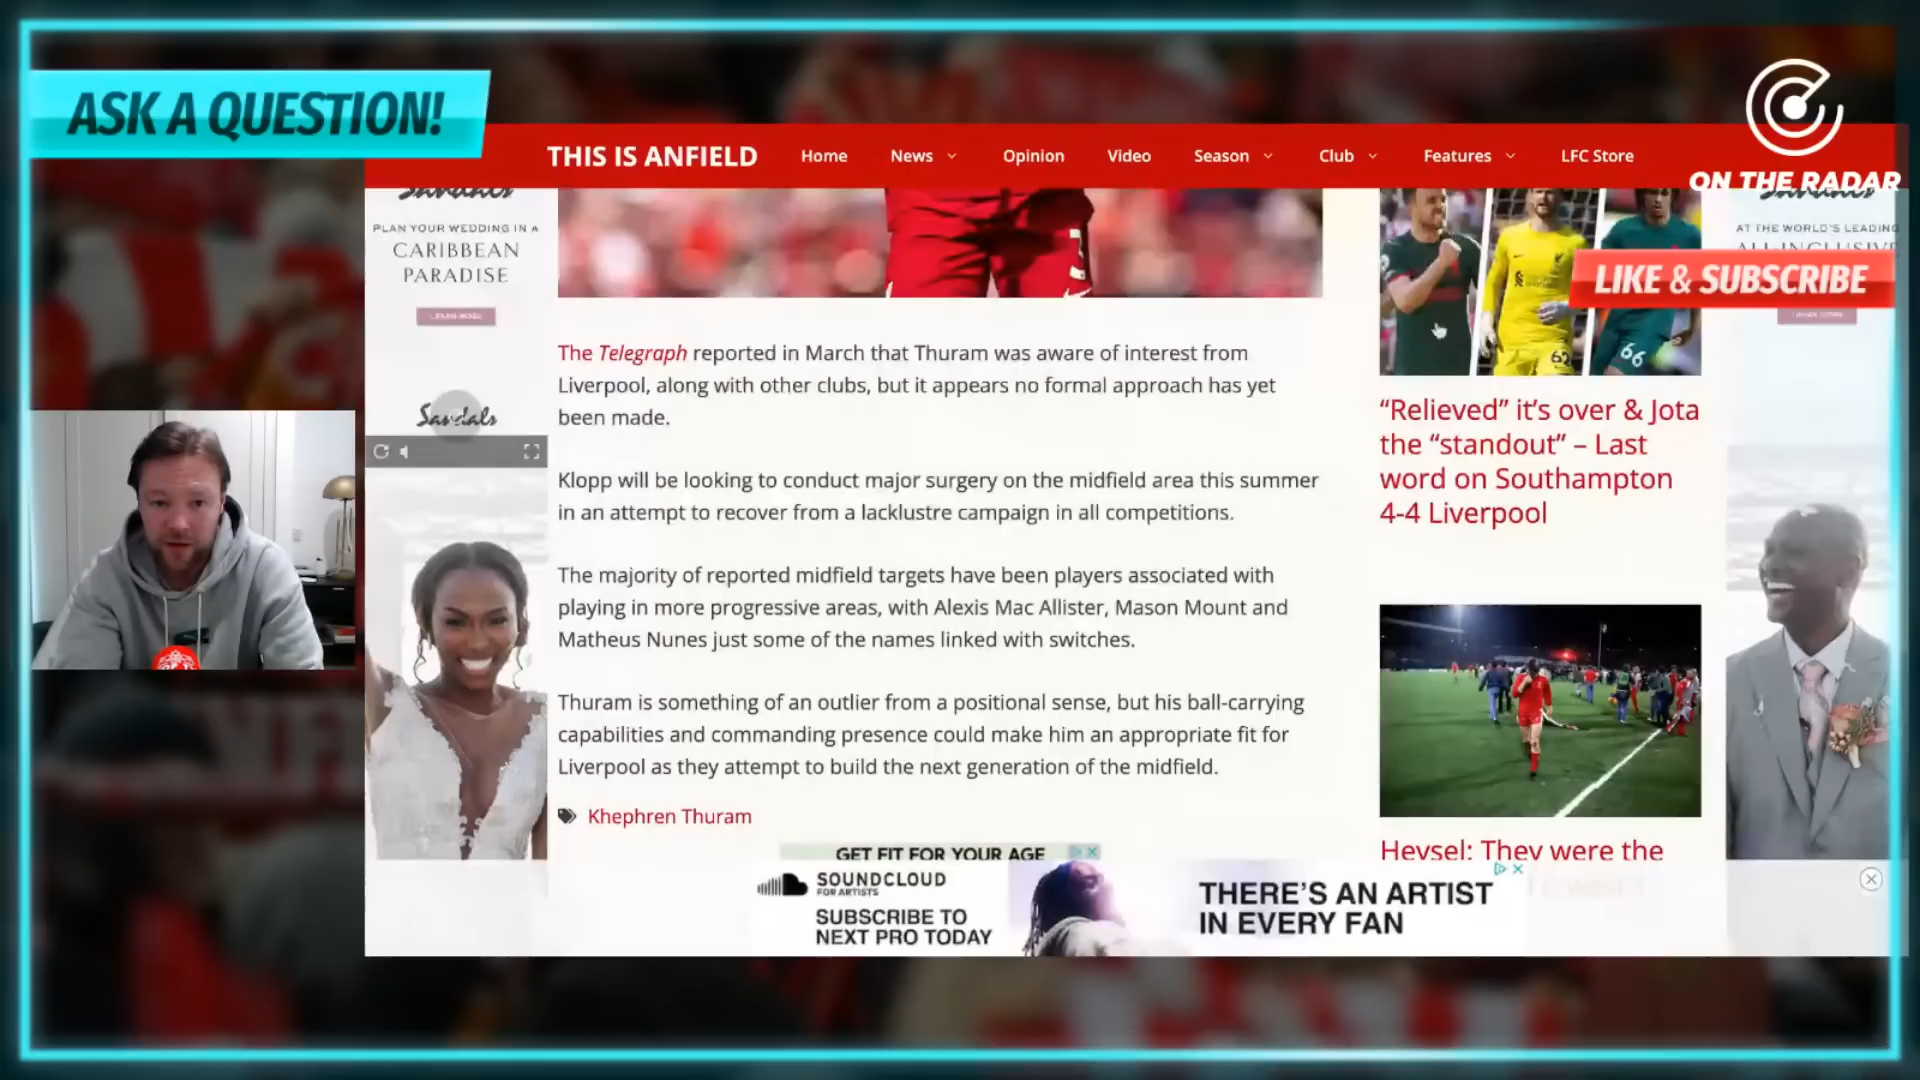 ASK A QUESTION!
ON THE RADAR
THIS IS ANFIELD
Home
News
Opinion
Video
Season
Club
Features
LFC Store
LIKE & SUBSCRIBE
Sandals
PLAN YOUR WEDDING IN A
CARIBBEAN
PARADISE
LEARN MORE
Sandals
The Telegraph reported in March that Thuram was aware of interest from
Liverpool, along with other clubs, but it appears no formal approach has yet
been made.
Klopp will be looking to conduct major surgery on the midfield area this summer
in an attempt to recover from a lacklustre campaign in all competitions.
The majority of reported midfield targets have been players associated with
playing in more progressive areas, with Alexis Mac Allister, Mason Mount and
Matheus Nunes just some of the names linked with switches.
Thuram is something of an outlier from a positional sense, but his ball-carrying
capabilities and commanding presence could make him an appropriate fit for
Liverpool as they attempt to build the next generation of the midfield.
Khephren Thuram
62
66
“Relieved” it’s over & Jota
the “standout” – Last
word on Southampton
4-4 Liverpool
Heysel: They were the
AT THE WORLD'S LEADING
ALL-INCLUSIVE
GET FIT FOR YOUR AGE
SOUNDCLOUD
FOR ARTISTS
SUBSCRIBE TO
NEXT PRO TODAY
THERE'S AN ARTIST
IN EVERY FAN